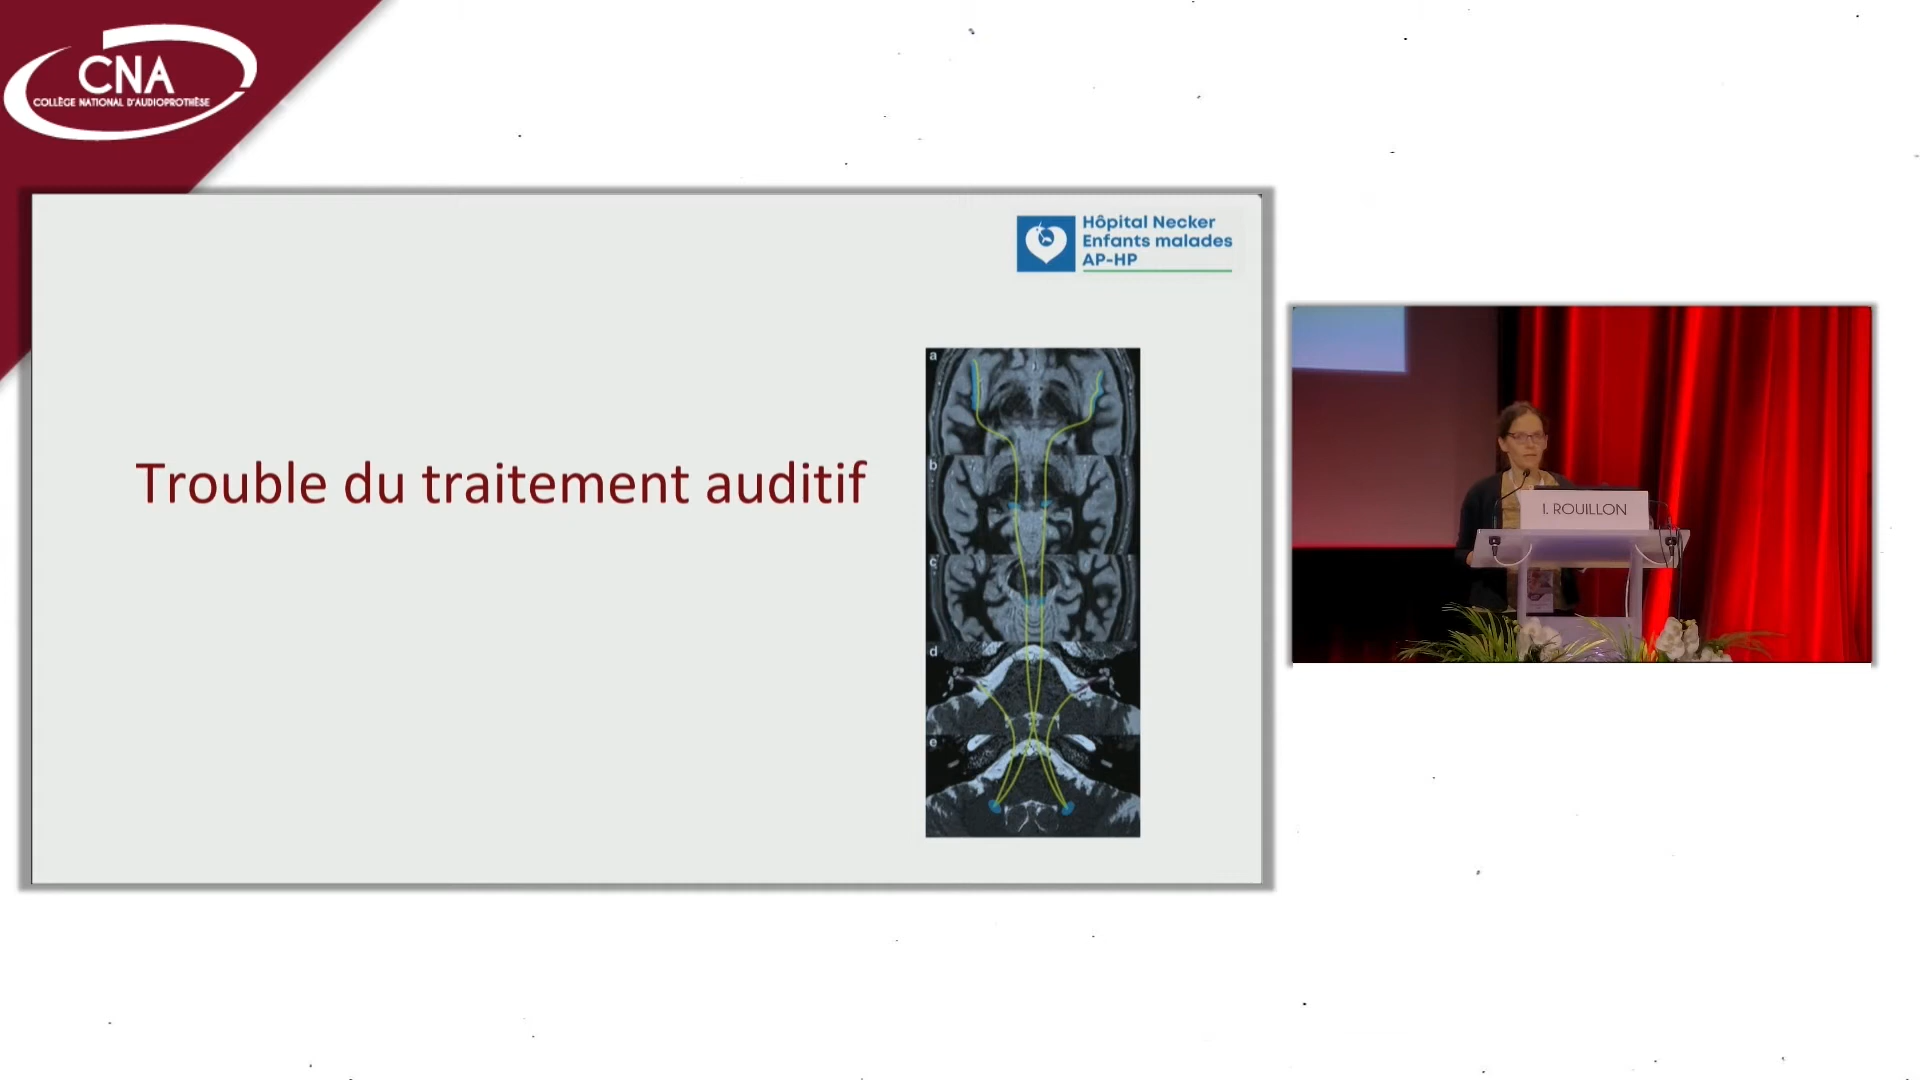 CNA
COLLÈGE NATIONAL D'AUDIOPROTHÈSE
Hôpital Necker
Enfants malades
AP-HP
Trouble du traitement auditif
a
b
c
d
e
I. ROUILLON